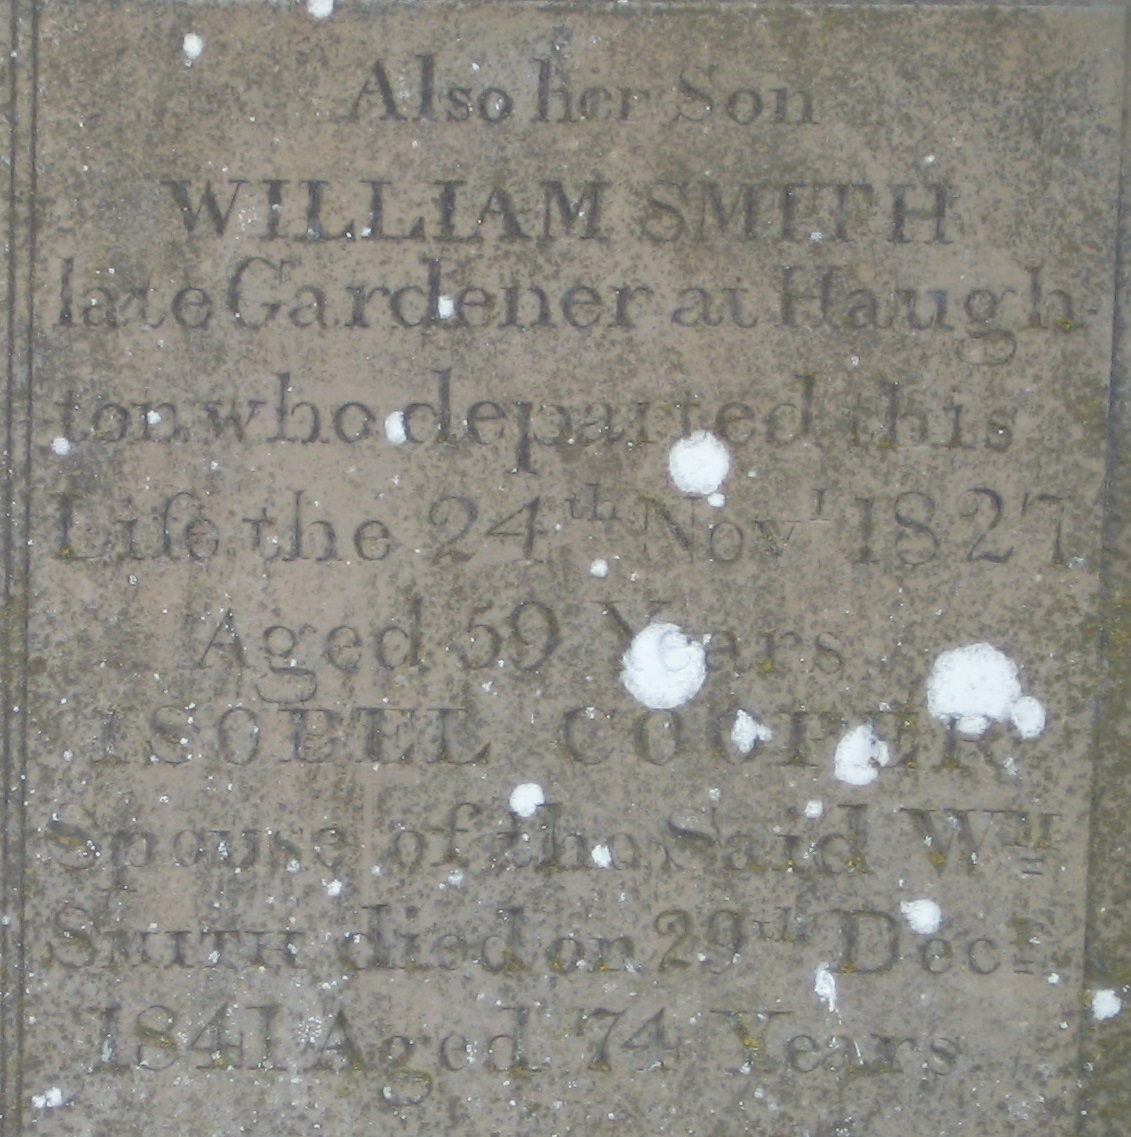 Also her Son
WILLIAM SMITH
late Gardener at Haugh-
ton who departed this
Life the 24th Novr 1827
Aged 59 Years
ISOBEL COOPER
Spouse of the Said Wm
SMITH died on 29th Decr
1841 Aged 74 Years